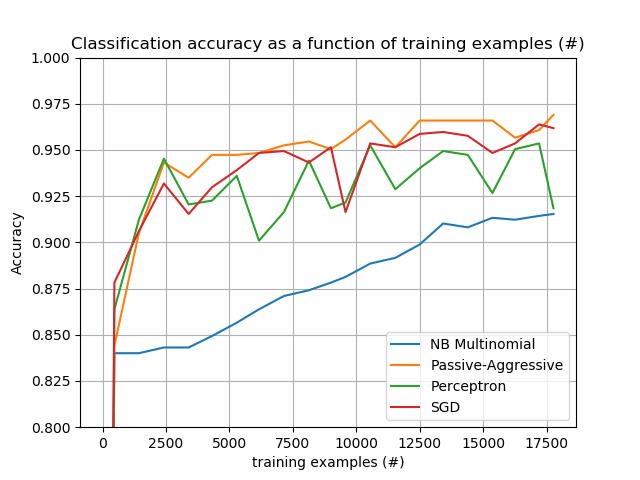 Classification accuracy as a function of training examples (#)
1.000
0.975
0.950
0.925
0.900
0.875
0.850
0.825
0.800
Accuracy
NB Multinomial
Passive-Aggressive
Perceptron
SGD
0 2500 5000 7500 10000 12500 15000 17500
training examples (#)